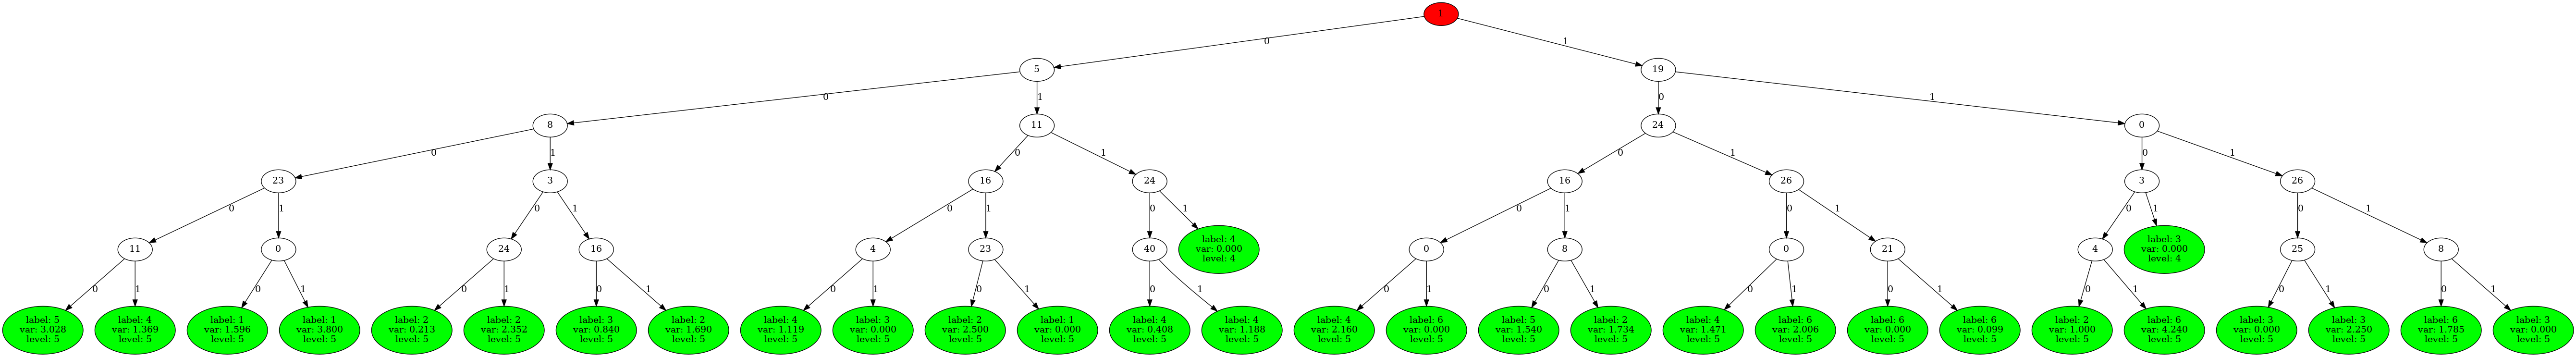 1
0
1
5
19
0
1
0
1
8
11
24
0
0
1
0
1
0
1
0
1
23
3
16
24
16
26
3
26
0
1
0
1
0
1
0
1
0
1
0
1
0
1
0
1
11
0
24
16
4
23
40
label: 4
var: 0.000
level: 4
0
8
0
21
4
label: 3
var: 0.000
level: 4
25
8
0
1
0
1
0
1
0
1
0
1
0
1
0
1
0
1
0
1
0
1
0
1
0
1
0
1
0
1
label: 5
var: 3.028
level: 5
label: 4
var: 1.369
level: 5
label: 1
var: 1.596
level: 5
label: 1
var: 3.800
level: 5
label: 2
var: 0.213
level: 5
label: 2
var: 2.352
level: 5
label: 3
var: 0.840
level: 5
label: 2
var: 1.690
level: 5
label: 4
var: 1.119
level: 5
label: 3
var: 0.000
level: 5
label: 2
var: 2.500
level: 5
label: 1
var: 0.000
level: 5
label: 4
var: 0.408
level: 5
label: 4
var: 1.188
level: 5
label: 4
var: 2.160
level: 5
label: 6
var: 0.000
level: 5
label: 5
var: 1.540
level: 5
label: 2
var: 1.734
level: 5
label: 4
var: 1.471
level: 5
label: 6
var: 2.006
level: 5
label: 6
var: 0.000
level: 5
label: 6
var: 0.099
level: 5
label: 2
var: 1.000
level: 5
label: 6
var: 4.240
level: 5
label: 3
var: 0.000
level: 5
label: 3
var: 2.250
level: 5
label: 6
var: 1.785
level: 5
label: 3
var: 0.000
level: 5